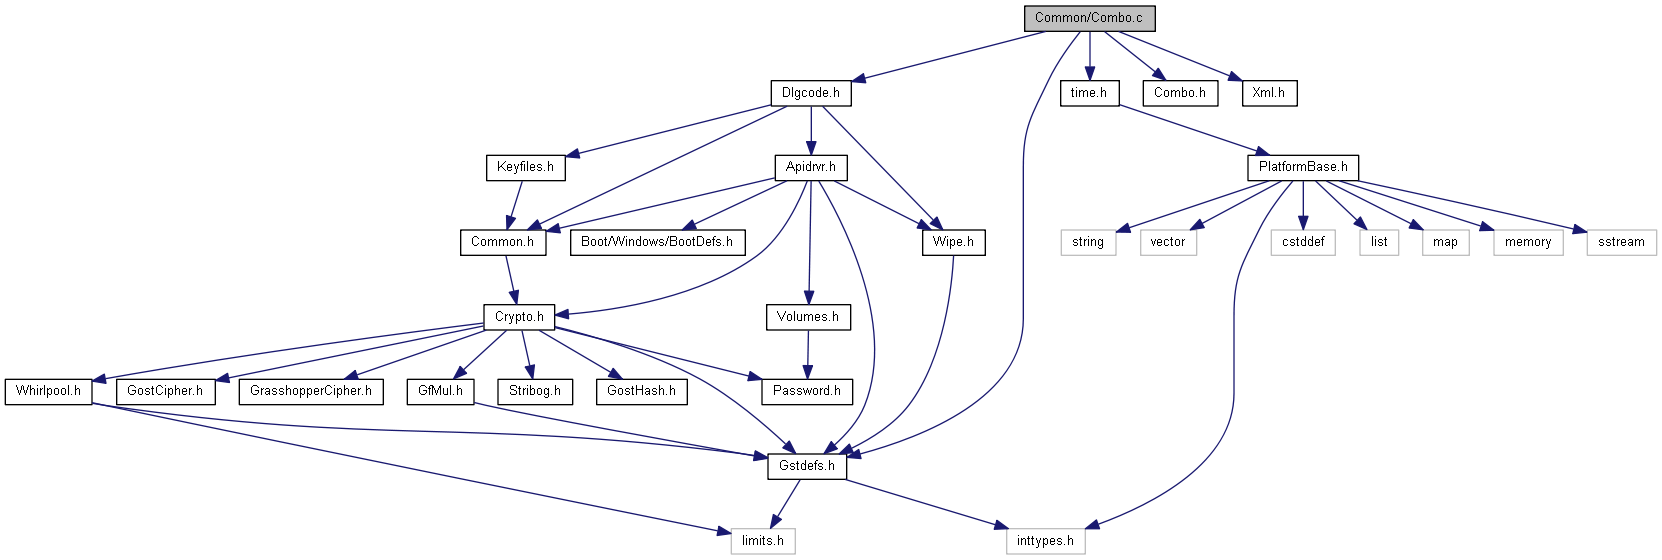 Common/Combo.c
Dlgcode.h
time.h
Combo.h
Xml.h
Keyfiles.h
Apidrvr.h
PlatformBase.h
Common.h
Boot/Windows/BootDefs.h
Wipe.h
string
vector
cstddef
list
map
memory
sstream
Crypto.h
Volumes.h
Whirlpool.h
GostCipher.h
GrasshopperCipher.h
GfMul.h
Stribog.h
GostHash.h
Password.h
Gstdefs.h
limits.h
inttypes.h